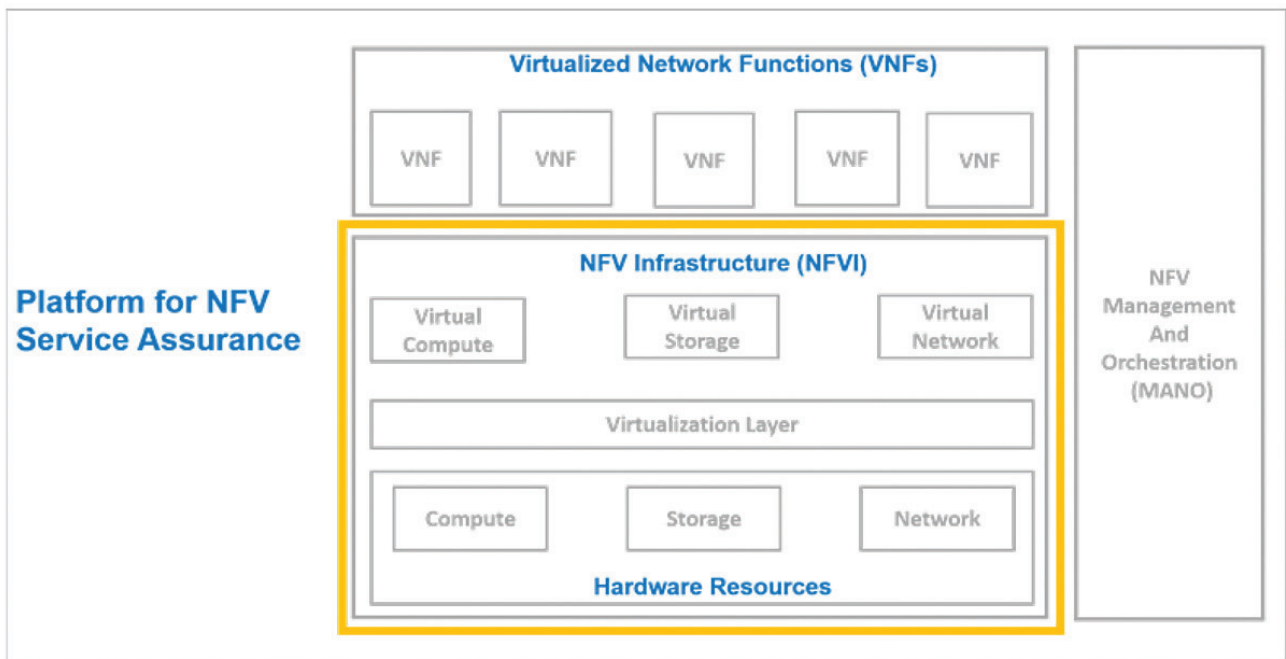 Platform for NFV
Service Assurance
Virtualized Network Functions (VNFs)
VNF
VNF
VNF
VNF
VNF
NFV Infrastructure (NFVI)
Virtual
Compute
Virtual
Storage
Virtual
Network
Virtualization Layer
Compute
Storage
Network
Hardware Resources
NFV
Management
And
Orchestration
(MANO)